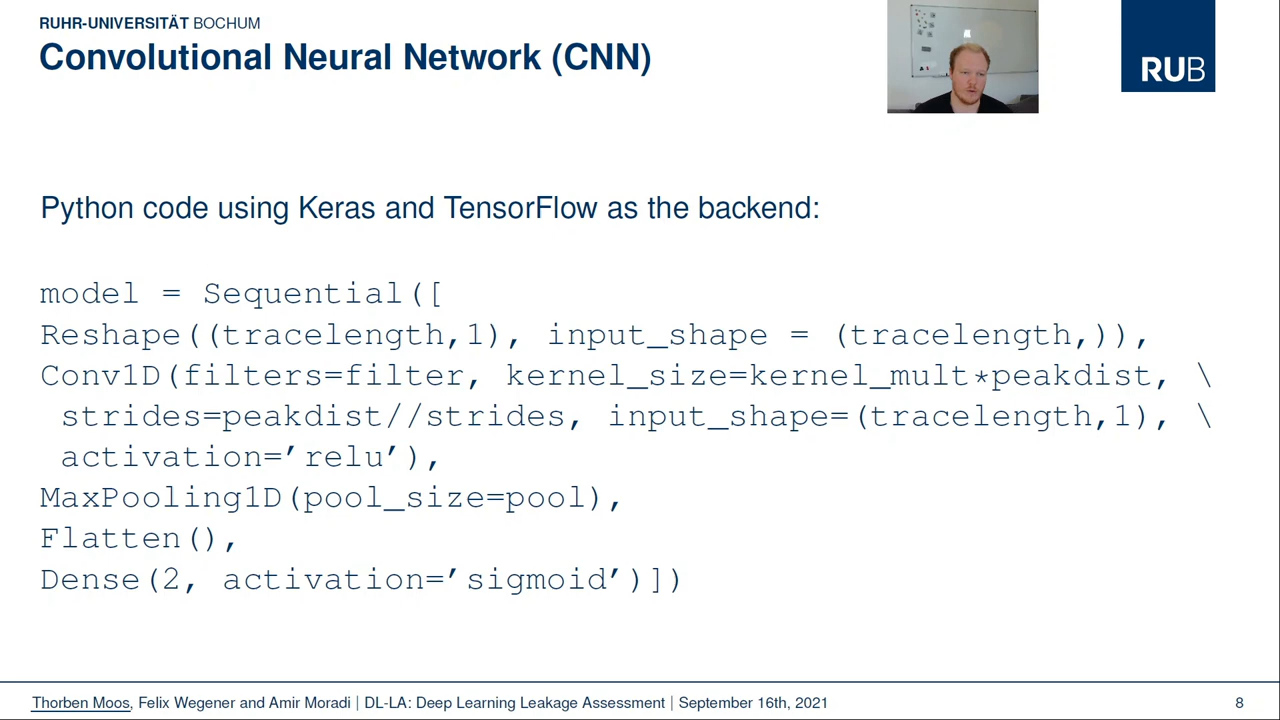 RUHR-UNIVERSITÄT BOCHUM
Convolutional Neural Network (CNN)
RUB
Python code using Keras and TensorFlow as the backend:
model = Sequential([
Reshape((tracelength,1), input_shape = (tracelength,)),
Conv1D(filters=filter, kernel_size=kernel_mult*peakdist, \
strides=peakdist//strides, input_shape=(tracelength,1), \
activation=’relu’),
MaxPooling1D(pool_size=pool),
Flatten(),
Dense(2, activation=’sigmoid’)])
Thorben Moos, Felix Wegener and Amir Moradi | DL-LA: Deep Learning Leakage Assessment | September 16th, 2021
8